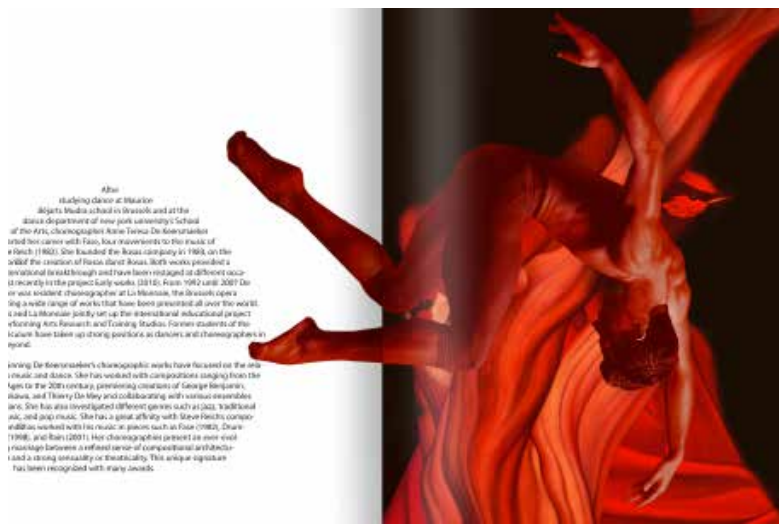 After
studying dance at Maurice
Béjarts Mudra school in Brussels and at the
dance department of new york university's School
of the Arts, choreographer Anne Teresa De Keersmaeker
arted her career with Fase, four movements to the music of
e Reich (1982). She founded the Rosas company in 1983, on the
of the creation of Rosas danst Rosas. Both works provided a
ternational breakthrough and have been restaged at different occa-
st recently in the project Early works (2010). From 1992 until 2007 De
er was resident choreographer at La Monnaie, the Brussels opera
ting a wide range of works that have been presented all over the world.
s and La Monnaie jointly set up the international educational project
erforming Arts Research and Training Studios. Former students of the
iculum have taken up strong positions as dancers and choreographers in
eyond.
inning De Keersmaeker's choreographic works have focused on the rela-
music and dance. She has worked with compositions ranging from the
Ages to the 20th century, premiering creations of George Benjamin,
and Thierry De Mey and collaborating with various ensembles
ians. She has also investigated different genres such as jazz, traditional
usic, and pop music. She has a great affinity with Steve Reichs compo-
has worked with his music in pieces such as Fase (1982), Drum-
(1998), and Rain (2001). Her choreographies present an ever evol-
marriage between a refined sense of compositional architectu-
and a strong sensuality or theatricality. This unique signature
has been recognized with many awards.